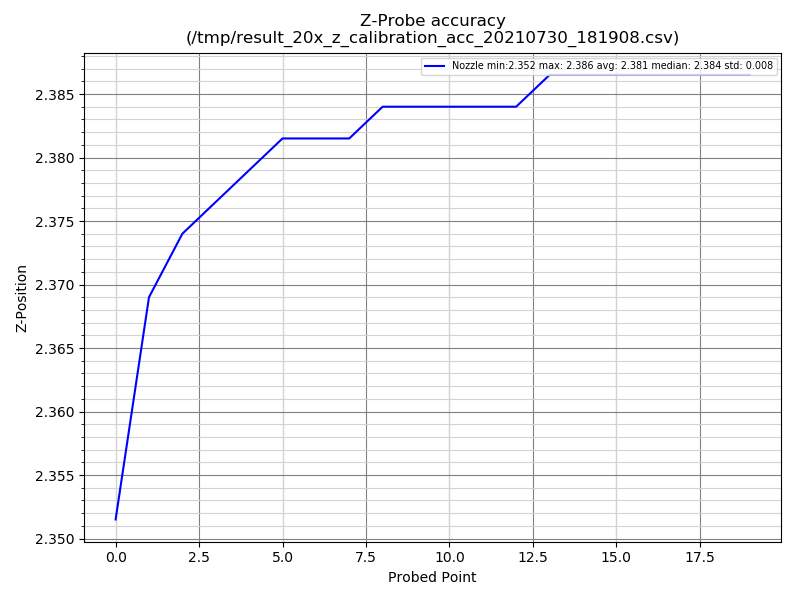 Z-Probe accuracy
(/tmp/result_20x_z_calibration_acc_20210730_181908.csv)
Nozzle min:2.352 max: 2.386 avg: 2.381 median: 2.384 std: 0.008
2.385
2.380
2.375
2.370
2.365
2.360
2.355
2.350
Z-Position
0.0 2.5 5.0 7.5 10.0 12.5 15.0 17.5
Probed Point